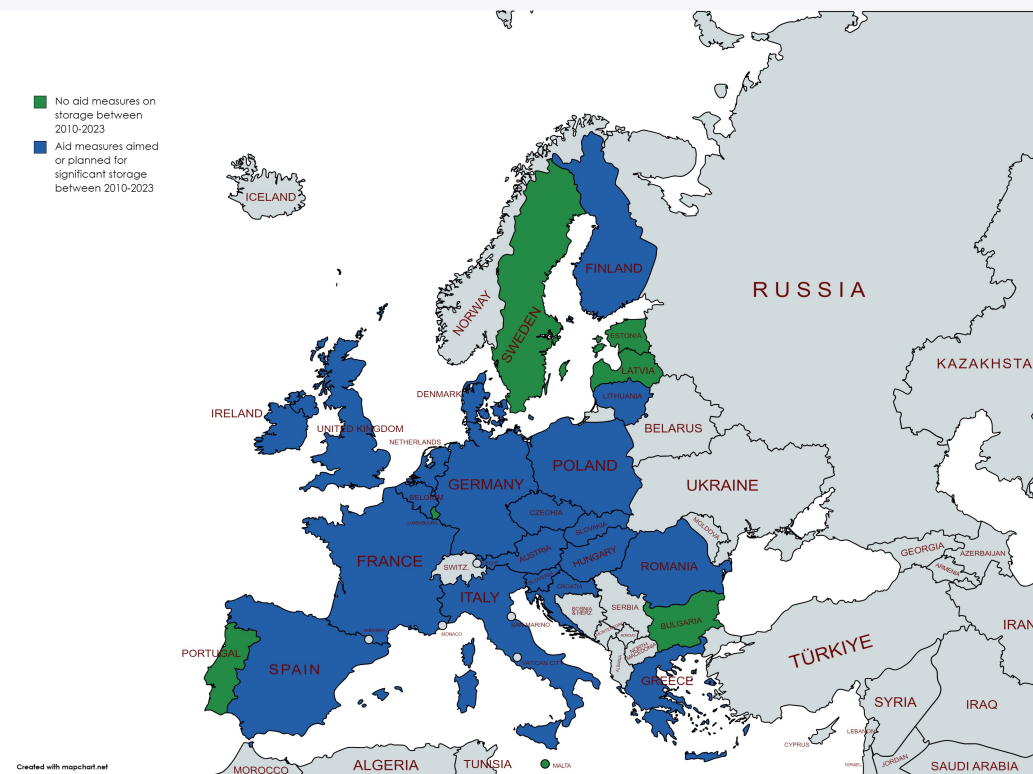 No aid measures on
storage between
2010-2023
Aid measures aimed
or planned for
significant storage
between 2010-2023
ICELAND
RUSSIA
FINLAND
NORWAY
SWEDEN
ESTONIA
KAZAKHSTA
LATVIA
DENMARK
LITHUANIA
IRELAND
UNITED KINGDOM
BELARUS
NETHERLANDS
POLAND
GERMANY
UKRAINE
BELGIUM
CZECHIA
LUXEMBOURG
SLOVAKIA
MOLDOVA
AUSTRIA
HUNGARY
GEORGIA
AZERBAIJAN
FRANCE
SWITZ.
ROMANIA
ARMENIA
SLOVENIA
CROATIA
ITALY
BOSNIA
& HERZ.
SERBIA
SAN MARINO
BULGARIA
IRAN
MONACO
KOSOVO
NORTH
MACEDONIA
PORTUGAL
SPAIN
VATICAN CITY
ALBANIA
TÜRKIYE
GREECE
SYRIA
IRAQ
LEBANON
CYPRUS
ISRAEL
JORDAN
SAUDI ARABIA
MALTA
TUNISIA
ALGERIA
MOROCCO
Created with mapchart.net